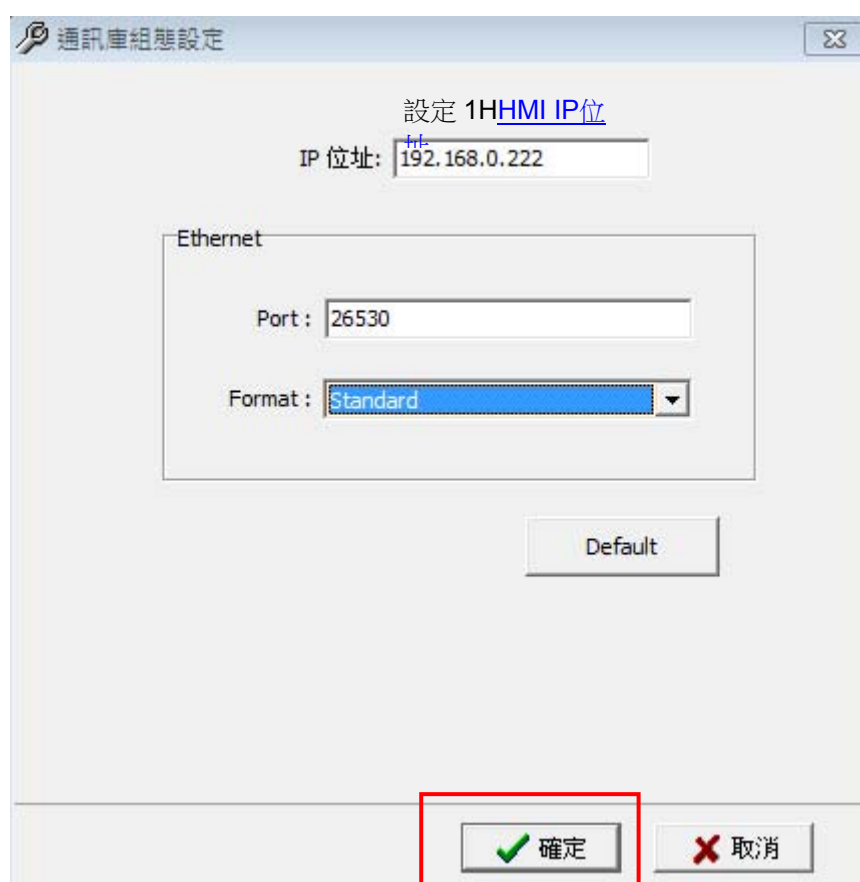 通訊庫組態設定
設定 1HHMI IP位
址
IP 位址: 192.168.0.222
Ethernet
Port : 26530
Format : Standard
Default
確定 取消